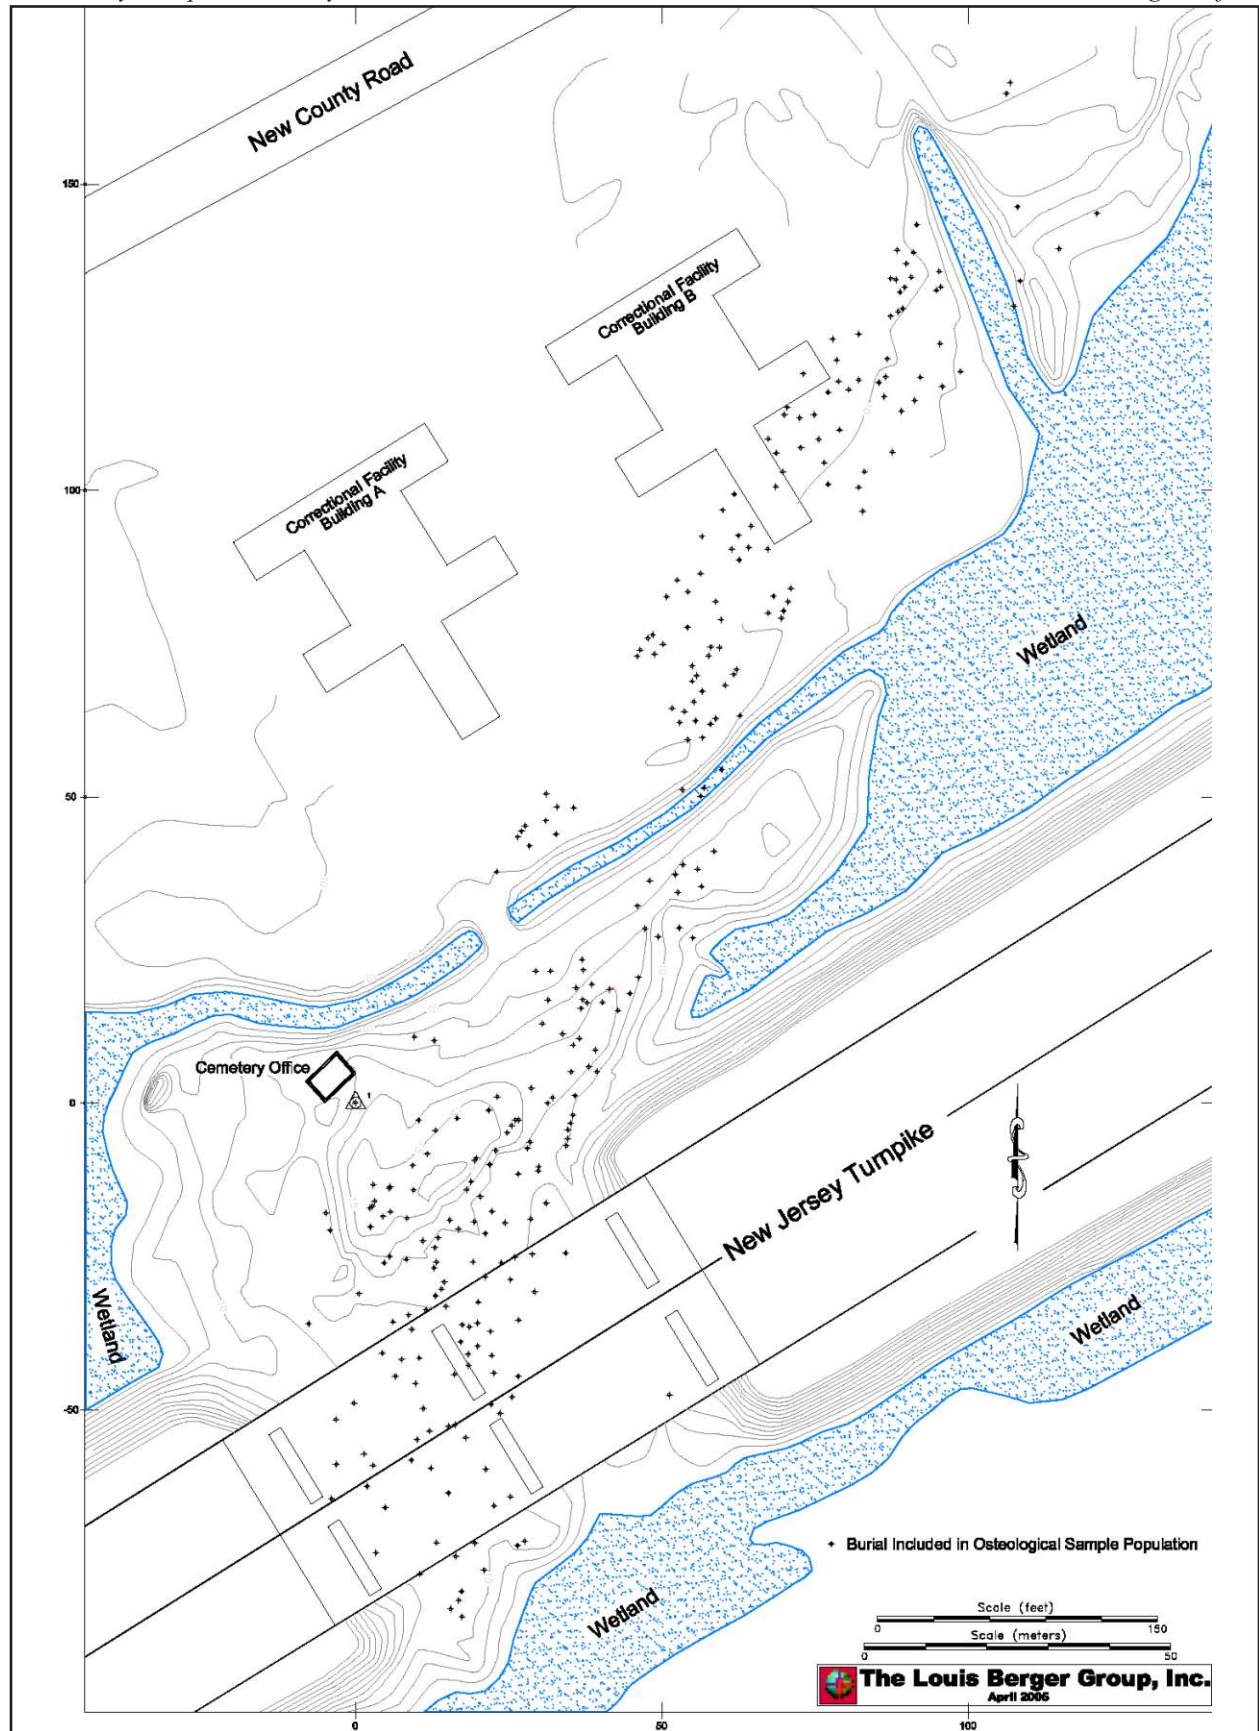 New County Road
150
Correctional Facility
Building B
Correctional Facility
Building A
100
Wetland
50
Cemetery Office
1
0
New Jersey Turnpike
Wetland
Wetland
-50
Burial Included in Osteological Sample Population
Wetland
Scale (feet)
0 150
Scale (meters)
0 50
The Louis Berger Group, Inc.
April 2005
0 50 100